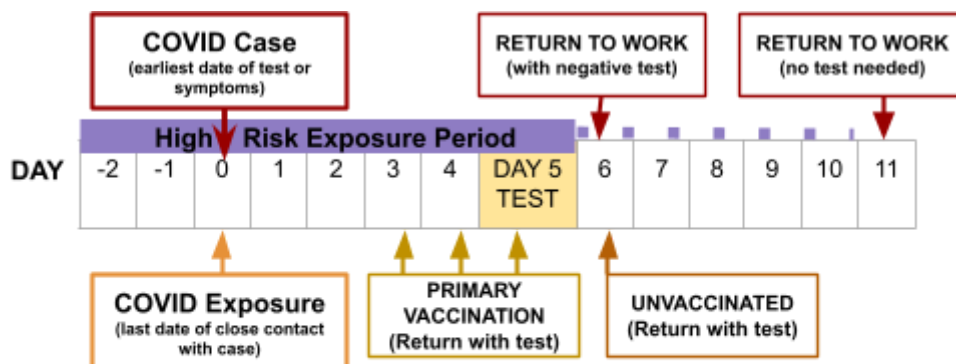 COVID Case
(earliest date of test or
symptoms)
RETURN TO WORK
(with negative test)
RETURN TO WORK
(no test needed)
High Risk Exposure Period
DAY
-2
-1
0
1
2
3
4
DAY 5
TEST
6
7
8
9
10
11
COVID Exposure
(last date of close contact
with case)
PRIMARY
VACCINATION
(Return with test)
UNVACCINATED
(Return with test)